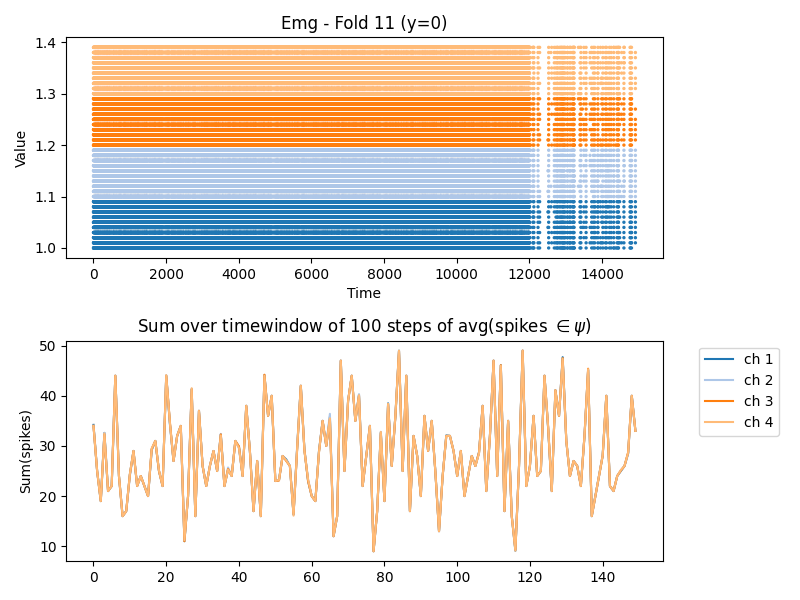 Emg - Fold 11 (y=0)
1.4
1.3
1.2
1.1
1.0
Value
0 2000 4000 6000 8000 10000 12000 14000
Time
Sum over timewindow of 100 steps of avg(spikes ∈ ψ)
50
40
30
20
10
Sum(spikes)
0 20 40 60 80 100 120 140
ch 1
ch 2
ch 3
ch 4